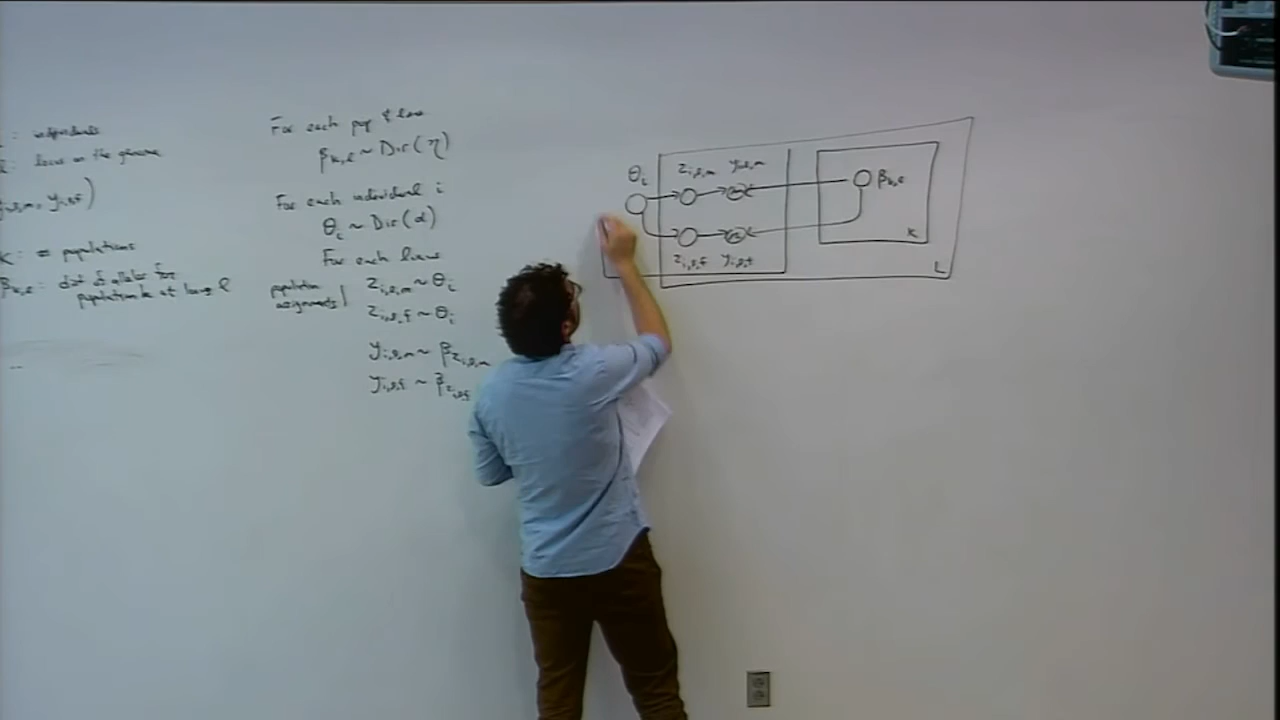 : individuals
: locus on the genome
, y_{i,l,f})
K : = populations
β_{k,l} : dist of alleles for
population k at locus l
For each pop & locus
β_{k,l} ~ Dir(η)
For each individual i
θ_i ~ Dir(α)
For each locus
population
assignments
z_{i,l,m} ~ θ_i
z_{i,l,f} ~ θ_i
y_{i,l,m} ~ β_{z_{i,l,m}}
y_{i,l,f} ~ β_{z_{i,l,f}}
θ_i
z_{i,l,m} y_{i,l,m}
β_{k,l}
z_{i,l,f} y_{i,l,f}
K
L